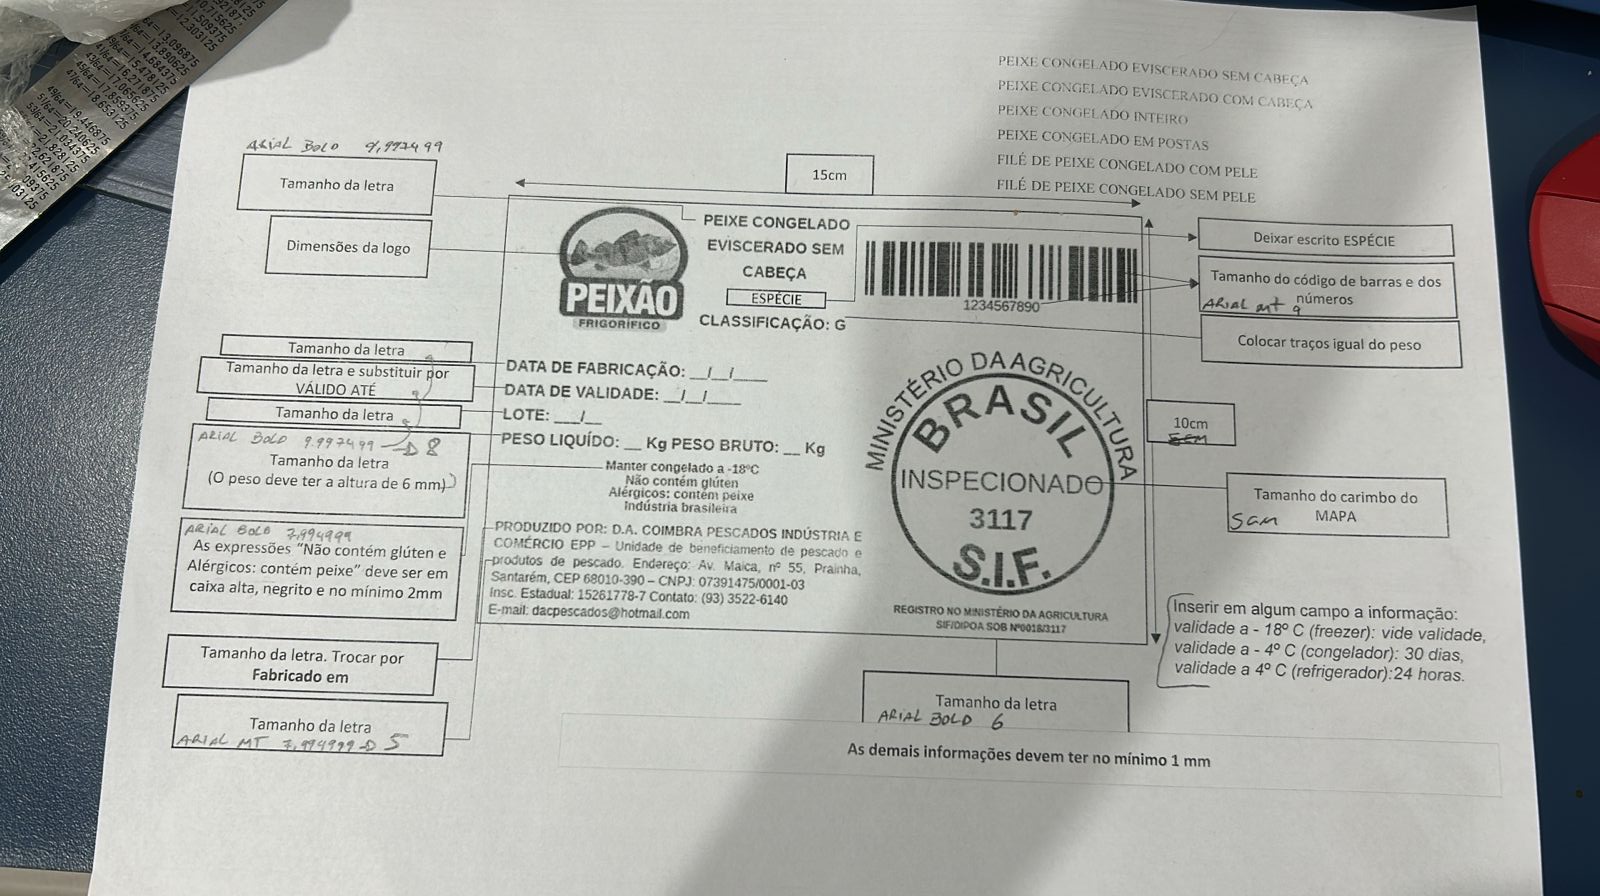 PEIXE CONGELADO EVISCERADO SEM CABEÇA
PEIXE CONGELADO EVISCERADO COM CABEÇA
PEIXE CONGELADO INTEIRO
PEIXE CONGELADO EM POSTAS
FILÉ DE PEIXE CONGELADO COM PELE
FILÉ DE PEIXE CONGELADO SEM PELE
ARIAL BOLD 9,997499
Tamanho da letra
Dimensões da logo
15cm
PEIXÃO
FRIGORÍFICO
PEIXE CONGELADO
EVISCERADO SEM
CABEÇA
ESPÉCIE
CLASSIFICAÇÃO: G
1234567890
Deixar escrito ESPÉCIE
Tamanho do código de barras e dos
números
ARIAL MT 9
Colocar traços igual do peso
Tamanho da letra
Tamanho da letra e substituir por
VÁLIDO ATÉ
Tamanho da letra
ARIAL BOLD 9.997499 8
Tamanho da letra
(O peso deve ter a altura de 6 mm)
ARIAL BOLD 7,994999
As expressões “Não contém glúten e
Alérgicos: contém peixe” deve ser em
caixa alta, negrito e no mínimo 2mm
Tamanho da letra. Trocar por
Fabricado em
Tamanho da letra
ARIAL MT 7,994999 5
DATA DE FABRICAÇÃO: __/__/____
DATA DE VALIDADE: __/__/____
LOTE: ___/__
PESO LIQUÍDO: __ Kg PESO BRUTO: __ Kg
Manter congelado a -18ºC
Não contém glúten
Alérgicos: contém peixe
Indústria brasileira
PRODUZIDO POR: D.A. COIMBRA PESCADOS INDÚSTRIA E
COMÉRCIO EPP – Unidade de beneficiamento de pescado e
produtos de pescado. Endereço: Av. Maica, nº 55, Prainha,
Santarém, CEP 68010-390 – CNPJ: 07391475/0001-03
Insc. Estadual: 15261778-7 Contato: (93) 3522-6140
E-mail: dacpescados@hotmail.com
MINISTÉRIO DA AGRICULTURA
BRASIL
INSPECIONADO
3117
S.I.F.
REGISTRO NO MINISTÉRIO DA AGRICULTURA
SIF/DIPOA SOB Nº0018/3117
10cm
Tamanho do carimbo do
MAPA
5cm
Inserir em algum campo a informação:
validade a - 18º C (freezer): vide validade,
validade a - 4º C (congelador): 30 dias,
validade a 4º C (refrigerador):24 horas.
Tamanho da letra
ARIAL BOLD 6
As demais informações devem ter no mínimo 1 mm